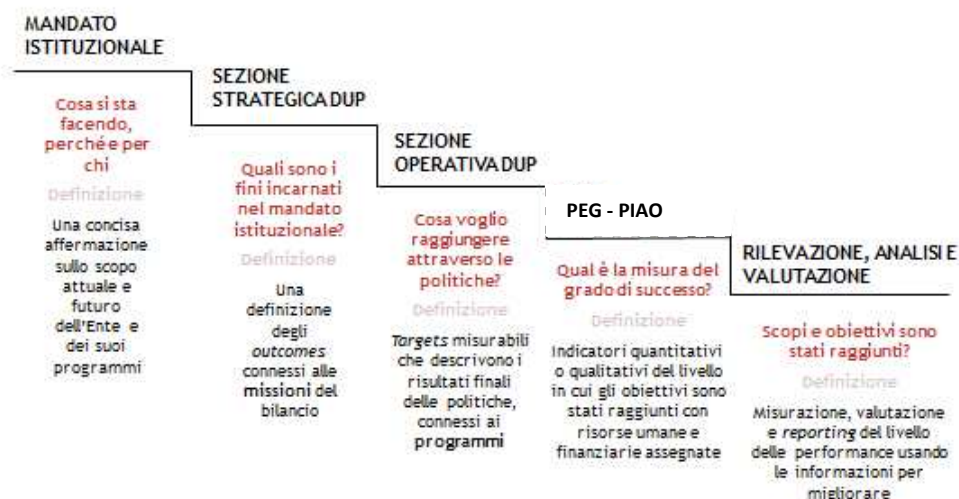 MANDATO
ISTITUZIONALE
Cosa si sta
facendo,
perché e per
chi
Definizione
Una concisa
affermazione
sullo scopo
attuale e
futuro
dell'Ente e
dei suoi
programmi
SEZIONE
STRATEGICA DUP
Quali sono i
fini incarnati
nel mandato
istituzionale?
Definizione
Una
definizione
degli
outcomes
connessi alle
missioni del
bilancio
SEZIONE
OPERATIVA DUP
Cosa voglio
raggiungere
attraverso le
politiche?
Definizione
Targets misurabili
che descrivono i
risultati finali
delle politiche,
connessi ai
programmi
PEG - PIAO
Qual è la misura del
grado di successo?
Definizione
Indicatori quantitativi
o qualitativi del livello
in cui gli obiettivi sono
stati raggiunti con
risorse umane e
finanziarie assegnate
RILEVAZIONE, ANALISI E
VALUTAZIONE
Scopi e obiettivi sono
stati raggiunti?
Definizione
Misurazione, valutazione
e reporting del livello
delle performance usando
le informazioni per
migliorare